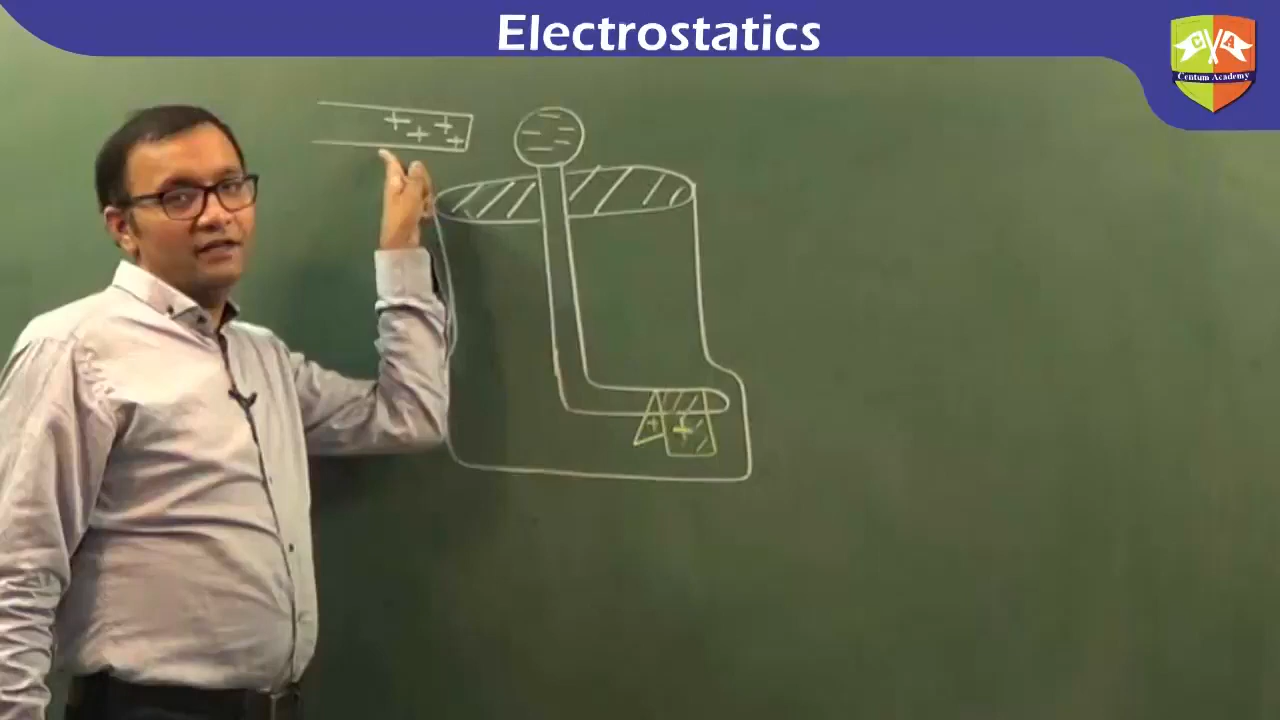 Electrostatics
C A
Centum Academy
+ + + + +
− − − − − −
+ +